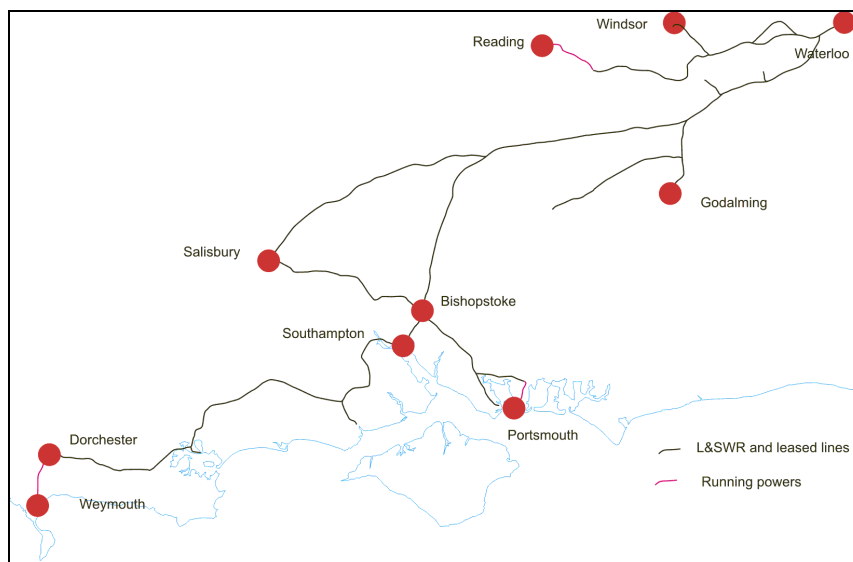 Windsor
Reading
Waterloo
Godalming
Salisbury
Bishopstoke
Southampton
Portsmouth
Dorchester
L&SWR and leased lines
Running powers
Weymouth